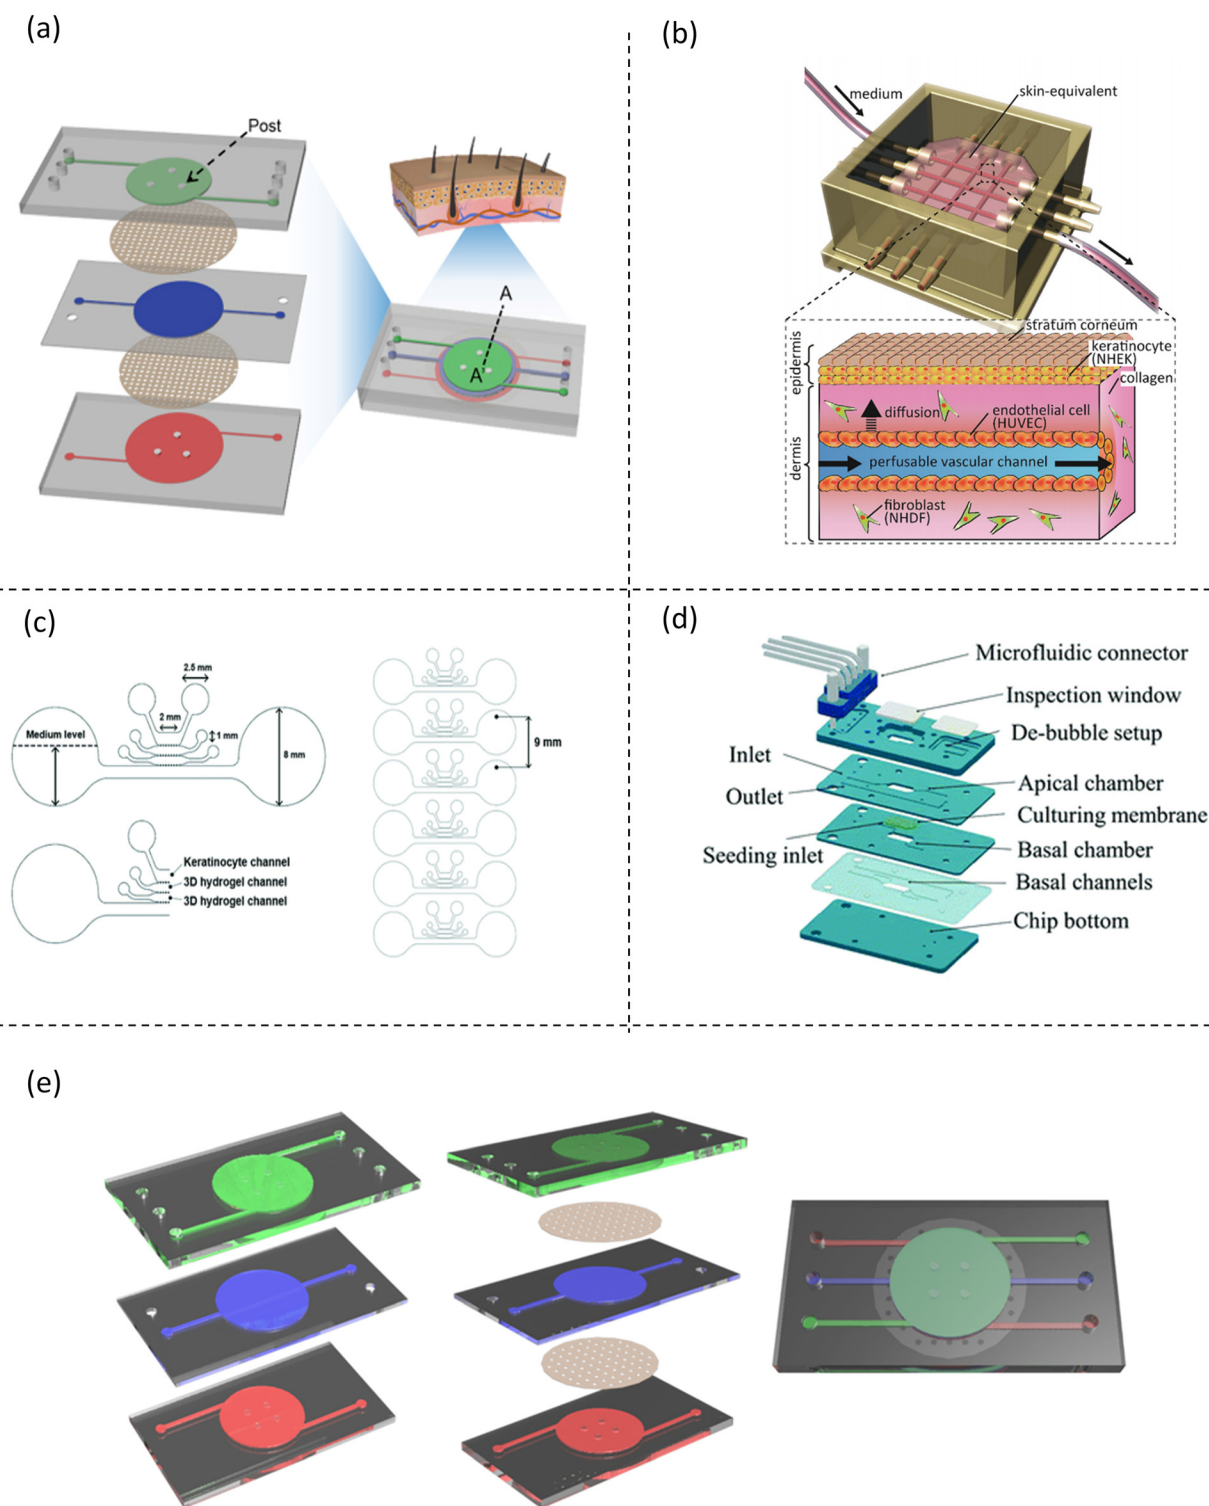 (a)
Post
A
A
(b)
medium
skin-equivalent
stratum corneum
keratinocyte
(NHEK)
collagen
epidermis
diffusion
endothelial cell
(HUVEC)
dermis
perfusable vascular channel
fibroblast
(NHDF)
(c)
2.5 mm
2 mm
1 mm
Medium level
8 mm
9 mm
Keratinocyte channel
3D hydrogel channel
3D hydrogel channel
(d)
Microfluidic connector
Inspection window
De-bubble setup
Inlet
Apical chamber
Outlet
Culturing membrane
Seeding inlet
Basal chamber
Basal channels
Chip bottom
(e)